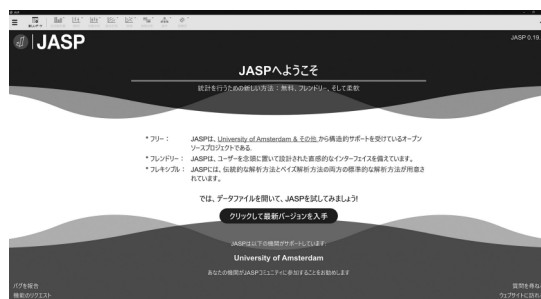 JASP
JASP 0.19.
JASPへようこそ
統計を行うための新しい方法：無料、フレンドリー、そして柔軟
* フリー： JASPは、University of Amsterdam & その他 から構造的サポートを受けているオープン
ソースプロジェクトである.
* フレンドリー： JASPは、ユーザーを念頭に置いて設計された直感的なインターフェイスを備えています。
* フレキシブル： JASPには、伝統的な解析方法とベイズ解析方法の両方の標準的な解析方法が用意さ
れています。
では、データファイルを開いて、JASPを試してみましょう!
クリックして最新バージョンを入手
JASPは以下の機関がサポートしています:
University of Amsterdam
あなたの機関がJASPコミュニティに参加することをお勧めします
バグを報告
機能のリクエスト
質問を尋ね
ウェブサイトに訪れ